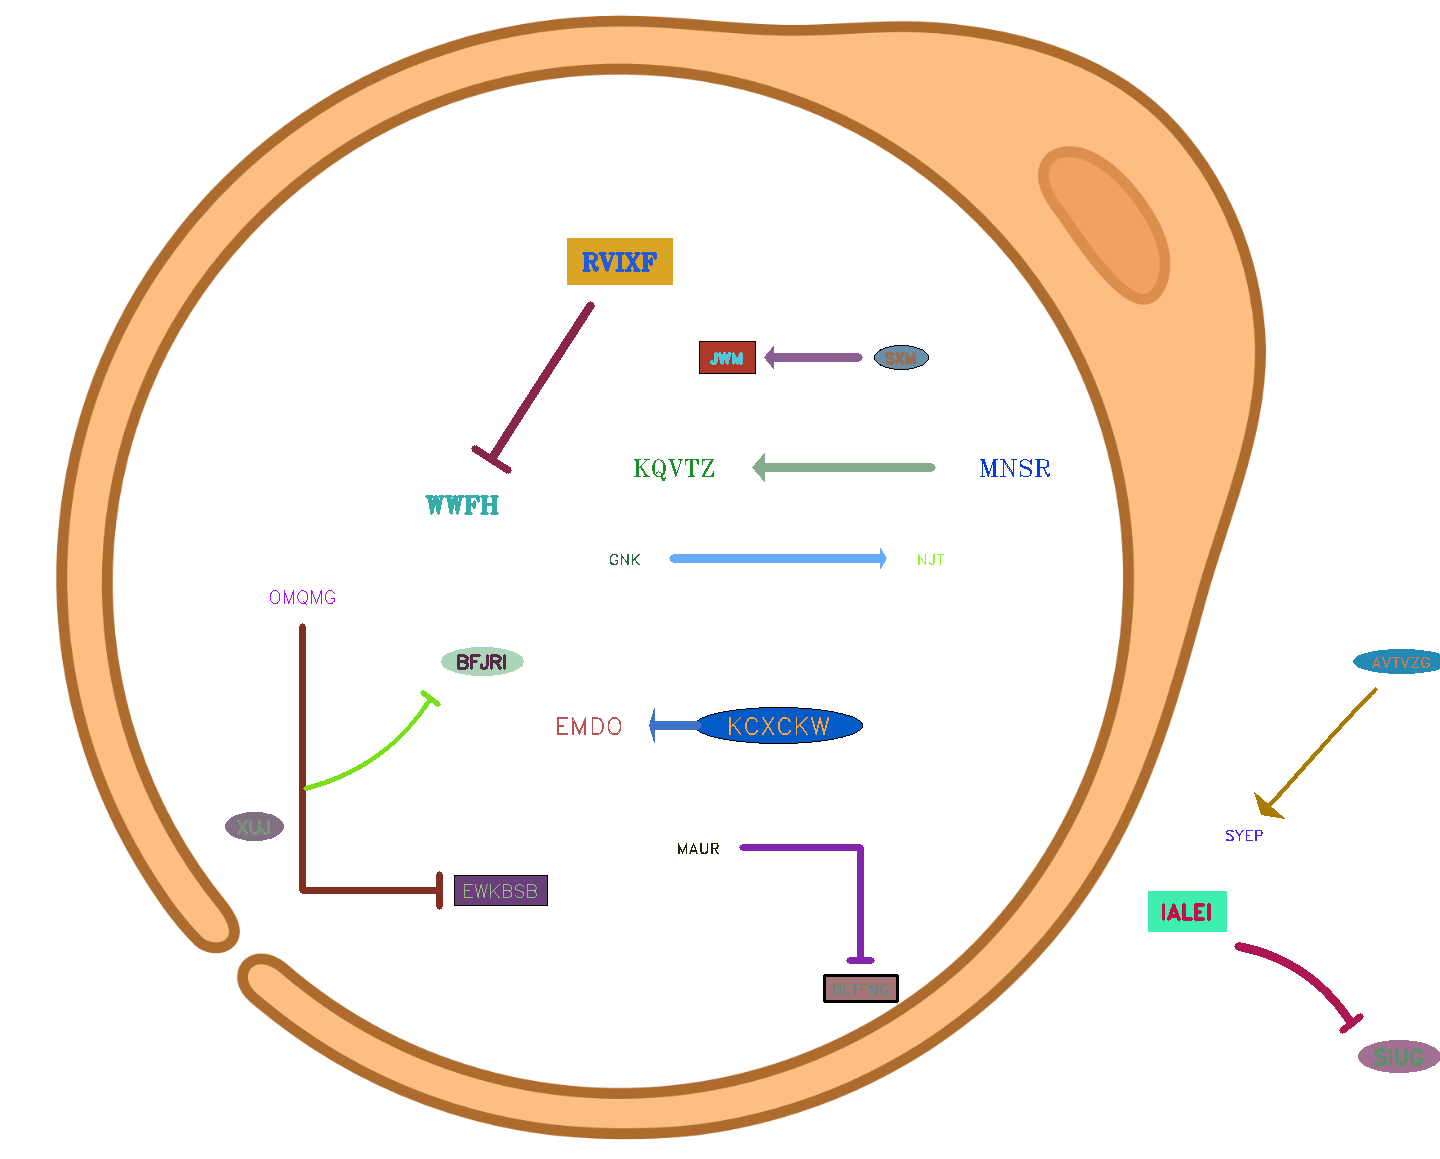 RVIXF
JWM
SXM
KQVTZ
MNSR
WWFH
GNK
NJT
OMQMG
BFJRI
AVTVZG
EMDO
KCXCKW
XUJ
SYEP
MAUR
EWKBSB
IALEI
DLTFNG
SIUG